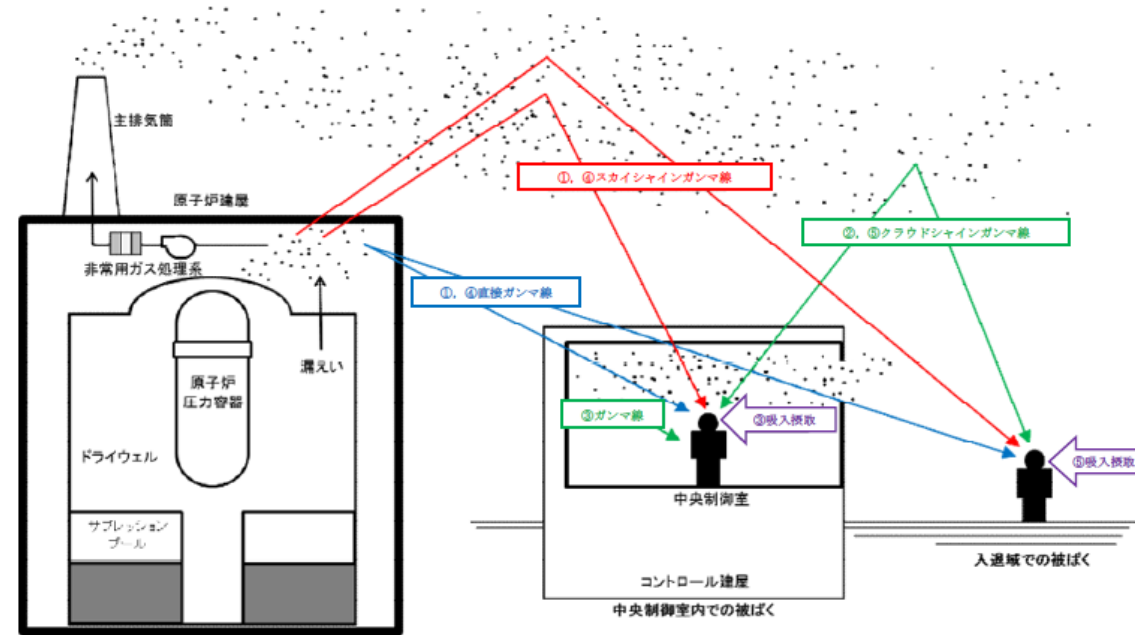 主排気筒
原子炉建屋
非常用ガス処理系
漏えい
原子炉
圧力容器
ドライウェル
サプレッション
プール
①，④スカイシャインガンマ線
②，⑤クラウドシャインガンマ線
①，④直接ガンマ線
③ガンマ線
③吸入摂取
⑤吸入摂取
中央制御室
コントロール建屋
中央制御室内での被ばく
入退域での被ばく